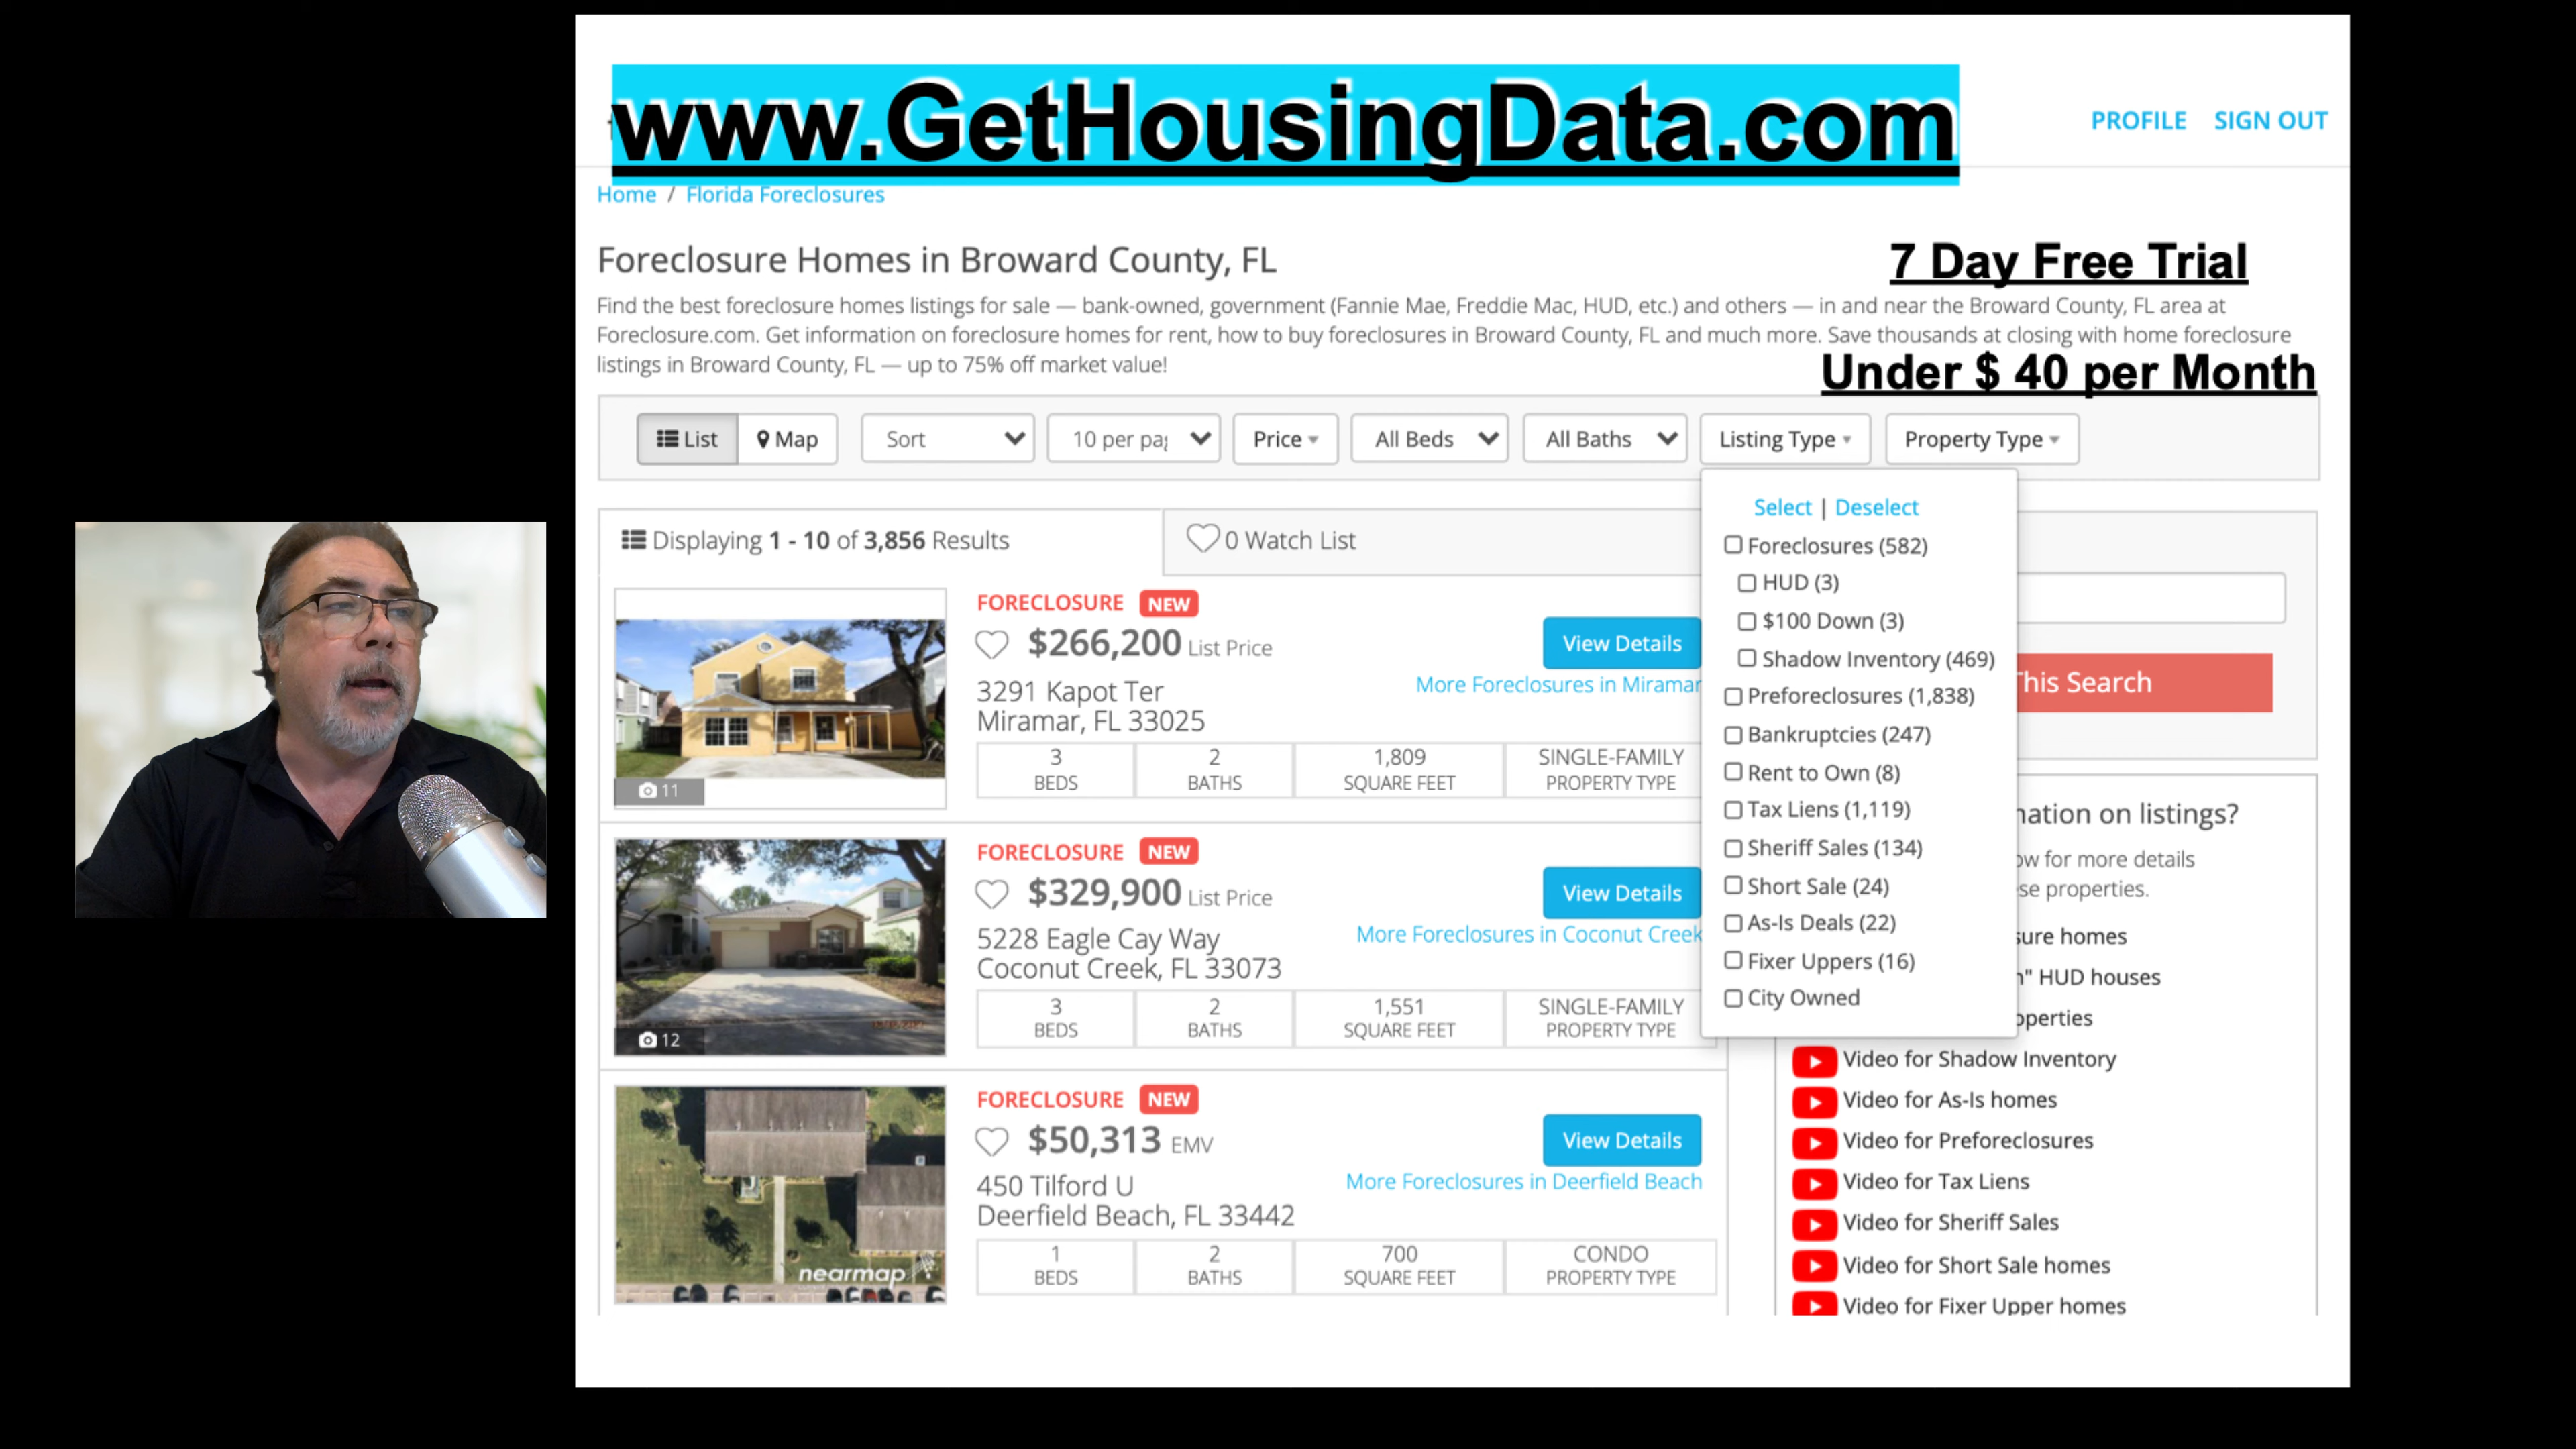 www.GetHousingData.com
PROFILE SIGN OUT
Home / Florida Foreclosures
Foreclosure Homes in Broward County, FL
7 Day Free Trial
Find the best foreclosure homes listings for sale — bank-owned, government (Fannie Mae, Freddie Mac, HUD, etc.) and others — in and near the Broward County, FL area at
Foreclosure.com. Get information on foreclosure homes for rent, how to buy foreclosures in Broward County, FL and much more. Save thousands at closing with home foreclosure
listings in Broward County, FL — up to 75% off market value!
Under $ 40 per Month
List Map Sort 10 per pag Price All Beds All Baths Listing Type Property Type
Displaying 1 - 10 of 3,856 Results
0 Watch List
FORECLOSURE NEW
$266,200 List Price
View Details
3291 Kapot Ter
More Foreclosures in Miramar
Miramar, FL 33025
3 2 1,809 SINGLE-FAMILY
BEDS BATHS SQUARE FEET PROPERTY TYPE
11
FORECLOSURE NEW
$329,900 List Price
View Details
5228 Eagle Cay Way
More Foreclosures in Coconut Creek
Coconut Creek, FL 33073
3 2 1,551 SINGLE-FAMILY
BEDS BATHS SQUARE FEET PROPERTY TYPE
12
FORECLOSURE NEW
$50,313 EMV
View Details
450 Tilford U
More Foreclosures in Deerfield Beach
Deerfield Beach, FL 33442
1 2 700 CONDO
BEDS BATHS SQUARE FEET PROPERTY TYPE
nearmap
Select | Deselect
Foreclosures (582)
HUD (3)
$100 Down (3)
Shadow Inventory (469)
Preforeclosures (1,838)
Bankruptcies (247)
Rent to Own (8)
Tax Liens (1,119)
Sheriff Sales (134)
Short Sale (24)
As-Is Deals (22)
Fixer Uppers (16)
City Owned
This Search
nation on listings?
ow for more details
se properties.
sure homes
n" HUD houses
operties
Video for Shadow Inventory
Video for As-Is homes
Video for Preforeclosures
Video for Tax Liens
Video for Sheriff Sales
Video for Short Sale homes
Video for Fixer Upper homes